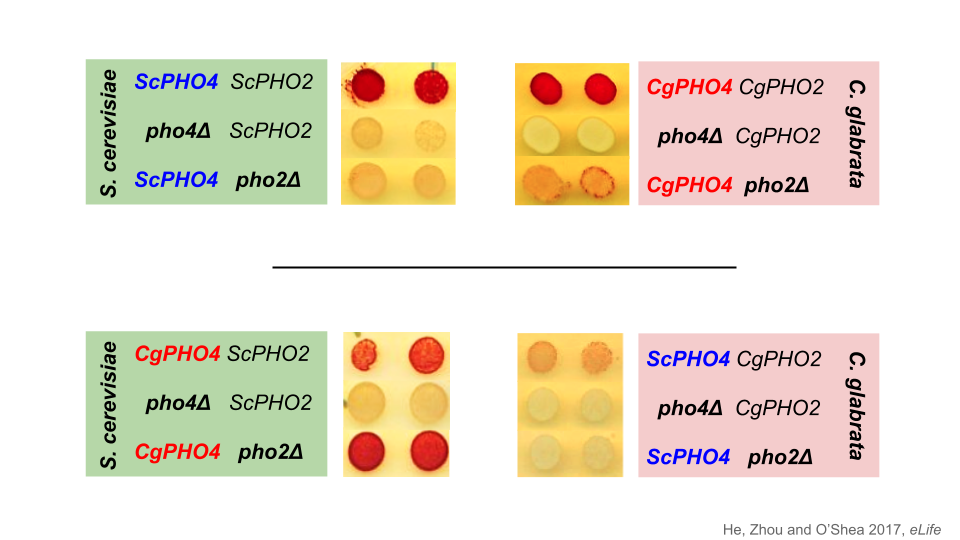 S. cerevisiae
ScPHO4 ScPHO2
pho4Δ ScPHO2
ScPHO4 pho2Δ
CgPHO4 CgPHO2
pho4Δ CgPHO2
CgPHO4 pho2Δ
C. glabrata
S. cerevisiae
CgPHO4 ScPHO2
pho4Δ ScPHO2
CgPHO4 pho2Δ
ScPHO4 CgPHO2
pho4Δ CgPHO2
ScPHO4 pho2Δ
C. glabrata
He, Zhou and O'Shea 2017, eLife